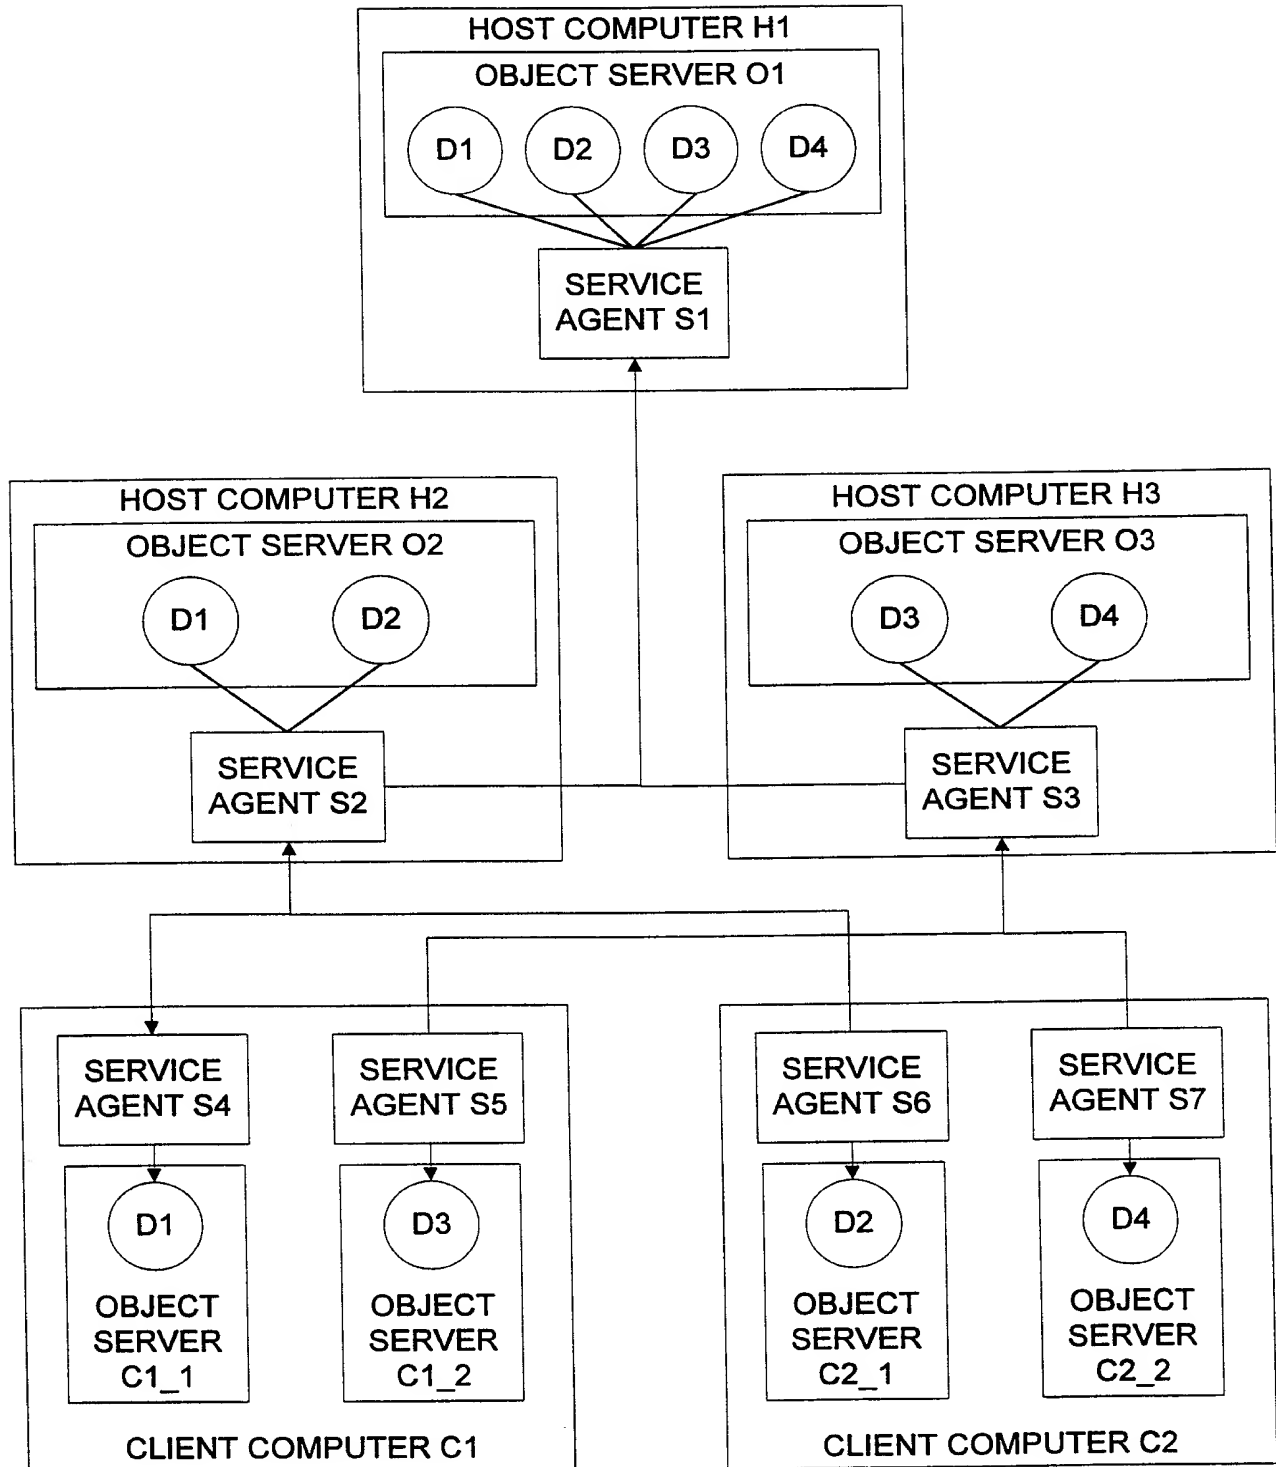 HOST COMPUTER H1
OBJECT SERVER O1
D1 D2 D3 D4
SERVICE
AGENT S1
HOST COMPUTER H2
OBJECT SERVER O2
D1 D2
SERVICE
AGENT S2
HOST COMPUTER H3
OBJECT SERVER O3
D3 D4
SERVICE
AGENT S3
SERVICE
AGENT S4
D1
OBJECT
SERVER
C1_1
SERVICE
AGENT S5
D3
OBJECT
SERVER
C1_2
CLIENT COMPUTER C1
SERVICE
AGENT S6
D2
OBJECT
SERVER
C2_1
SERVICE
AGENT S7
D4
OBJECT
SERVER
C2_2
CLIENT COMPUTER C2